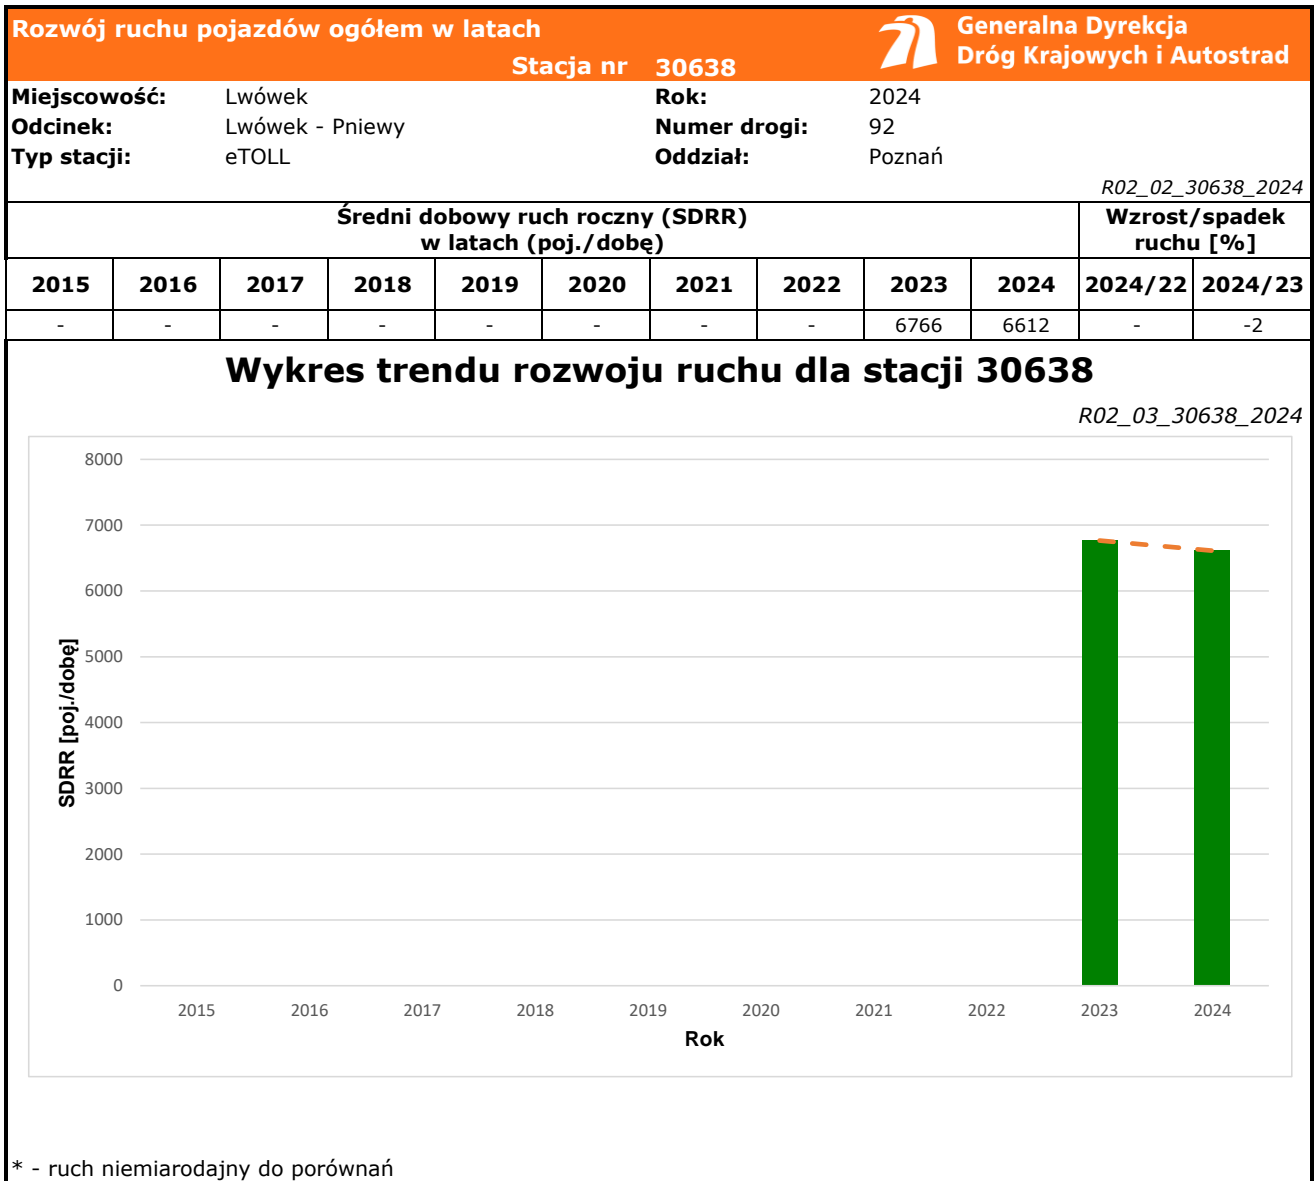 Rozwój ruchu pojazdów ogółem w latach
Stacja nr 30638
Generalna Dyrekcja
Dróg Krajowych i Autostrad
Miejscowość: Lwówek Rok: 2024
Odcinek: Lwówek - Pniewy Numer drogi: 92
Typ stacji: eTOLL Oddział: Poznań
R02_02_30638_2024
Średni dobowy ruch roczny (SDRR)
w latach (poj./dobę)
Wzrost/spadek
ruchu [%]
2015 2016 2017 2018 2019 2020 2021 2022 2023 2024 2024/22 2024/23
- - - - - - - - 6766 6612 - -2
Wykres trendu rozwoju ruchu dla stacji 30638
R02_03_30638_2024
8000
7000
6000
5000
4000
3000
2000
1000
0
SDRR [poj./dobę]
2015 2016 2017 2018 2019 2020 2021 2022 2023 2024
Rok
* - ruch niemiarodajny do porównań